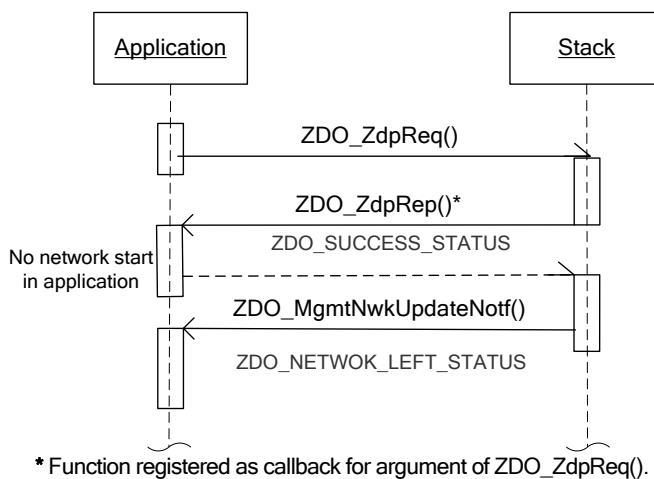 Application
Stack
ZDO_ZdpReq()
ZDO_ZdpRep()*
ZDO_SUCCESS_STATUS
No network start
in application
ZDO_MgmtNwkUpdateNotf()
ZDO_NETWOK_LEFT_STATUS
* Function registered as callback for argument of ZDO_ZdpReq().